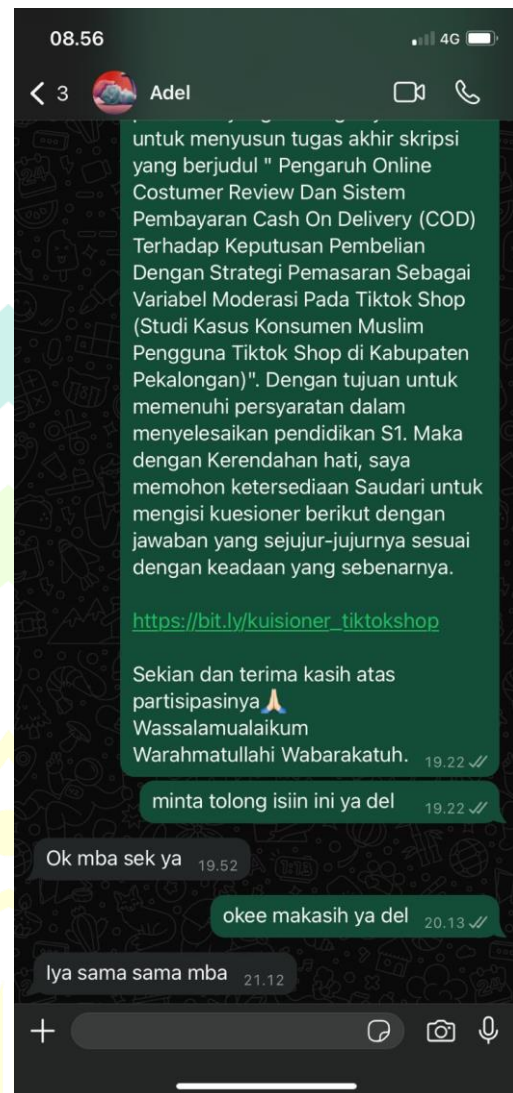 08.56
4G
3
Adel
untuk menyusun tugas akhir skripsi
yang berjudul " Pengaruh Online
Costumer Review Dan Sistem
Pembayaran Cash On Delivery (COD)
Terhadap Keputusan Pembelian
Dengan Strategi Pemasaran Sebagai
Variabel Moderasi Pada Tiktok Shop
(Studi Kasus Konsumen Muslim
Pengguna Tiktok Shop di Kabupaten
Pekalongan)". Dengan tujuan untuk
memenuhi persyaratan dalam
menyelesaikan pendidikan S1. Maka
dengan Kerendahan hati, saya
memohon ketersediaan Saudari untuk
mengisi kuesioner berikut dengan
jawaban yang sejujur-jujurnya sesuai
dengan keadaan yang sebenarnya.
https://bit.ly/kuisioner_tiktokshop
Sekian dan terima kasih atas
partisipasinya🙏🏻
Wassalamualaikum
Warahmatullahi Wabarakatuh. 19.22
minta tolong isiin ini ya del 19.22
Ok mba sek ya 19.52
okee makasih ya del 20.13
Iya sama sama mba 21.12